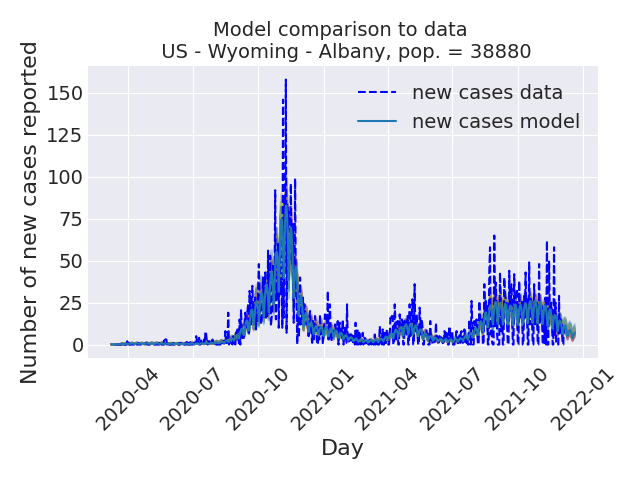 Model comparison to data
US - Wyoming - Albany, pop. = 38880
Number of new cases reported
150
125
100
75
50
25
0
new cases data
new cases model
2020-04
2020-07
2020-10
2021-01
2021-04
2021-07
2021-10
2022-01
Day